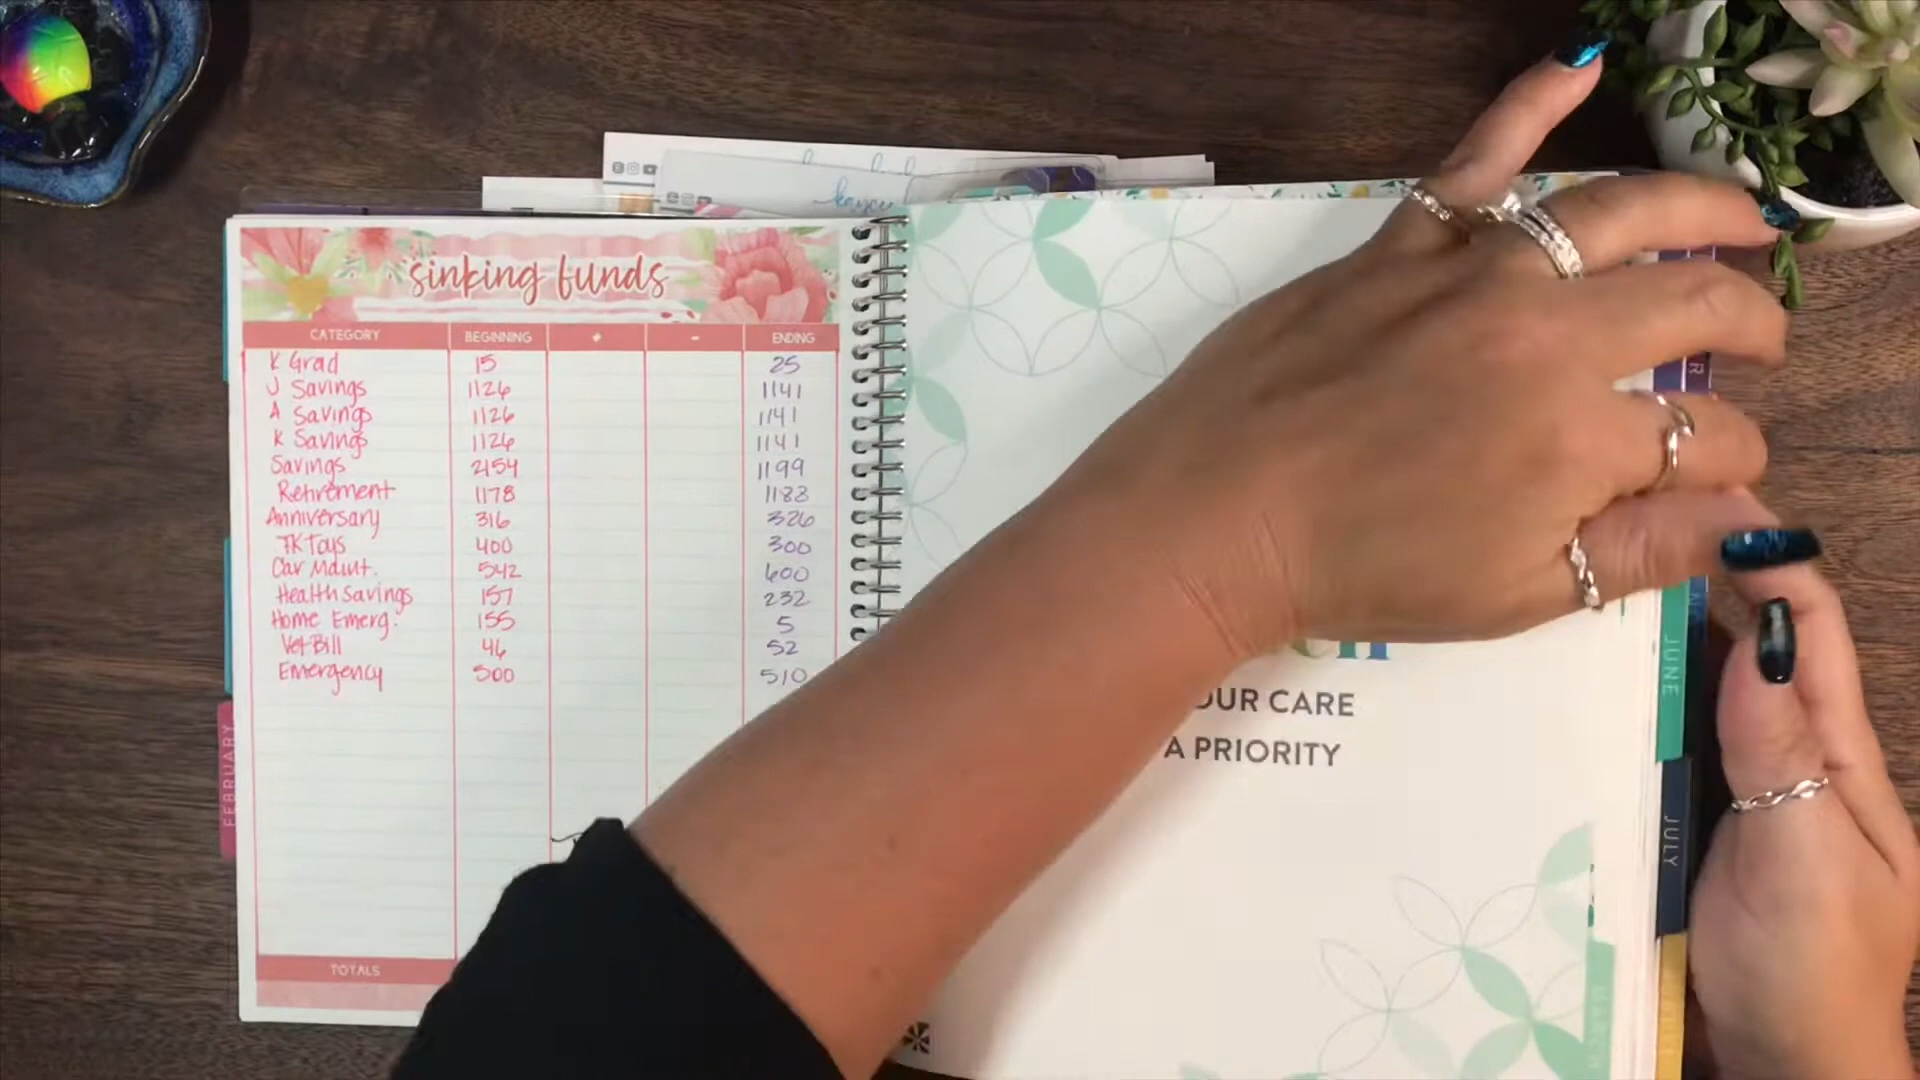 kayou
sinking funds
CATEGORY BEGINNING + - ENDING
K Grad 15 25
J Savings 1126 1141
A Savings 1126 1141
K Savings 1126 1141
Savings 2154 1199
Retirement 1178 1183
Anniversary 316 326
TK Toys 400 300
Car Maint. 542 600
Health Savings 157 232
Home Emerg. 155 5
Vet Bill 46 52
Emergency 500 510
TOTALS
FEBRUARY
OUR CARE
A PRIORITY
JUNE
JULY